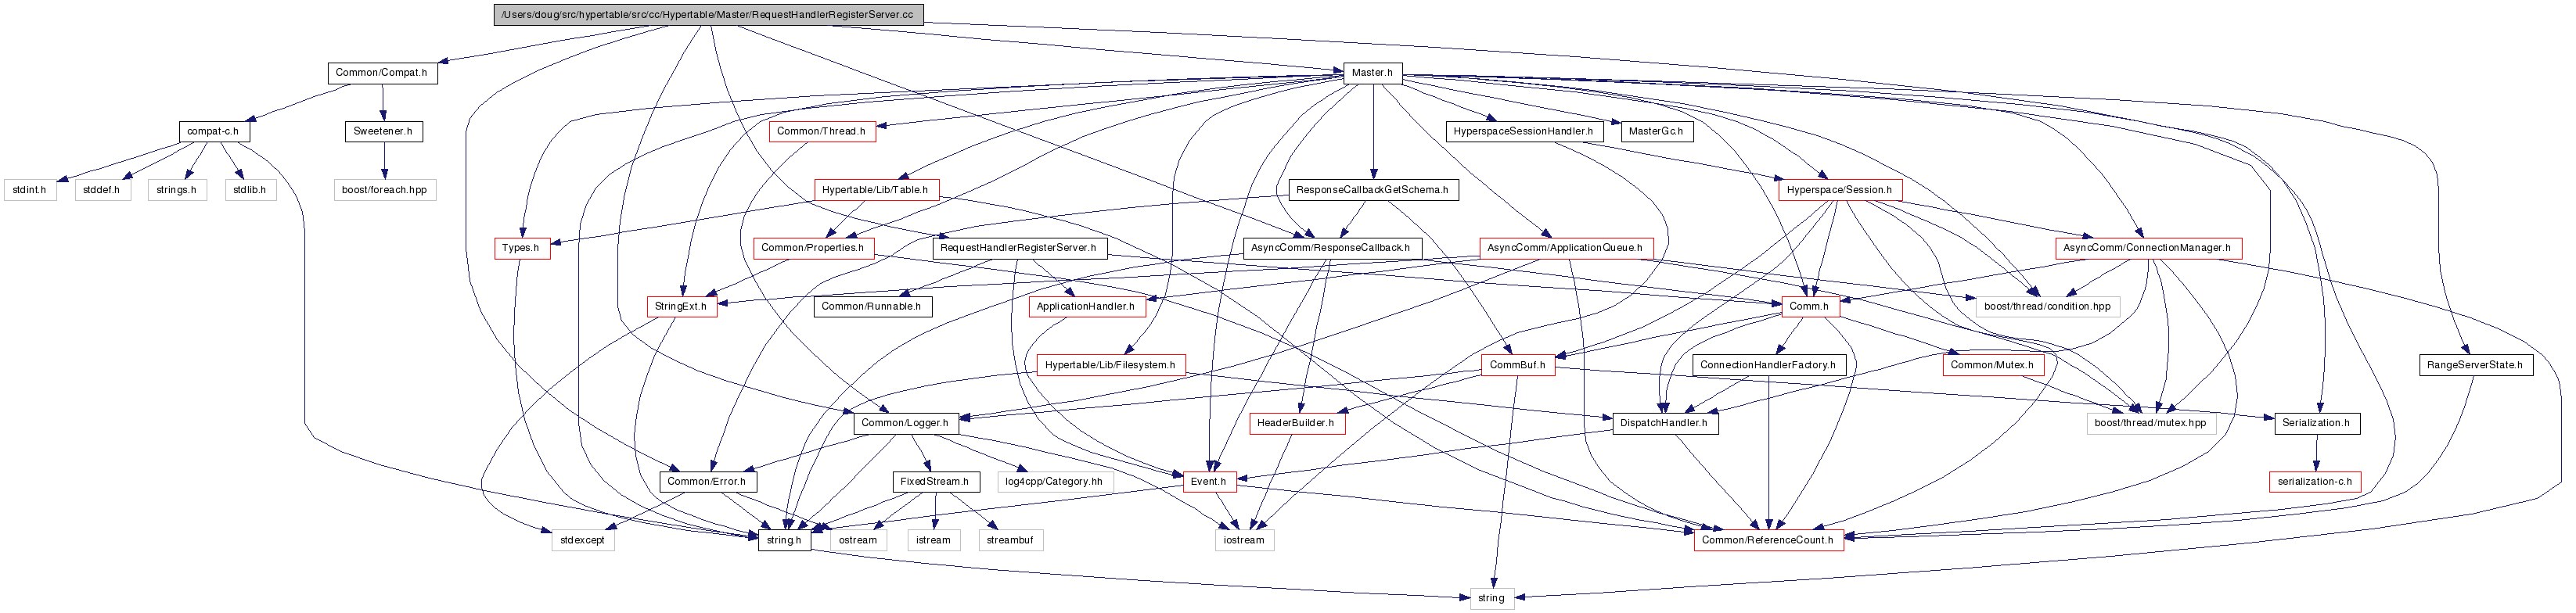 /Users/doug/src/hypertable/src/cc/Hypertable/Master/RequestHandlerRegisterServer.cc
Common/Compat.h
Master.h
compat-c.h
Sweetener.h
Common/Thread.h
HyperspaceSessionHandler.h
MasterGc.h
stdint.h
stddef.h
strings.h
stdlib.h
boost/foreach.hpp
Hypertable/Lib/Table.h
ResponseCallbackGetSchema.h
Hyperspace/Session.h
Types.h
Common/Properties.h
RequestHandlerRegisterServer.h
AsyncComm/ResponseCallback.h
AsyncComm/ApplicationQueue.h
AsyncComm/ConnectionManager.h
StringExt.h
Common/Runnable.h
ApplicationHandler.h
Comm.h
boost/thread/condition.hpp
Hypertable/Lib/Filesystem.h
CommBuf.h
ConnectionHandlerFactory.h
Common/Mutex.h
RangeServerState.h
Common/Logger.h
HeaderBuilder.h
DispatchHandler.h
boost/thread/mutex.hpp
Serialization.h
Common/Error.h
FixedStream.h
log4cpp/Category.hh
Event.h
serialization-c.h
stdexcept
string.h
ostream
istream
streambuf
iostream
Common/ReferenceCount.h
string